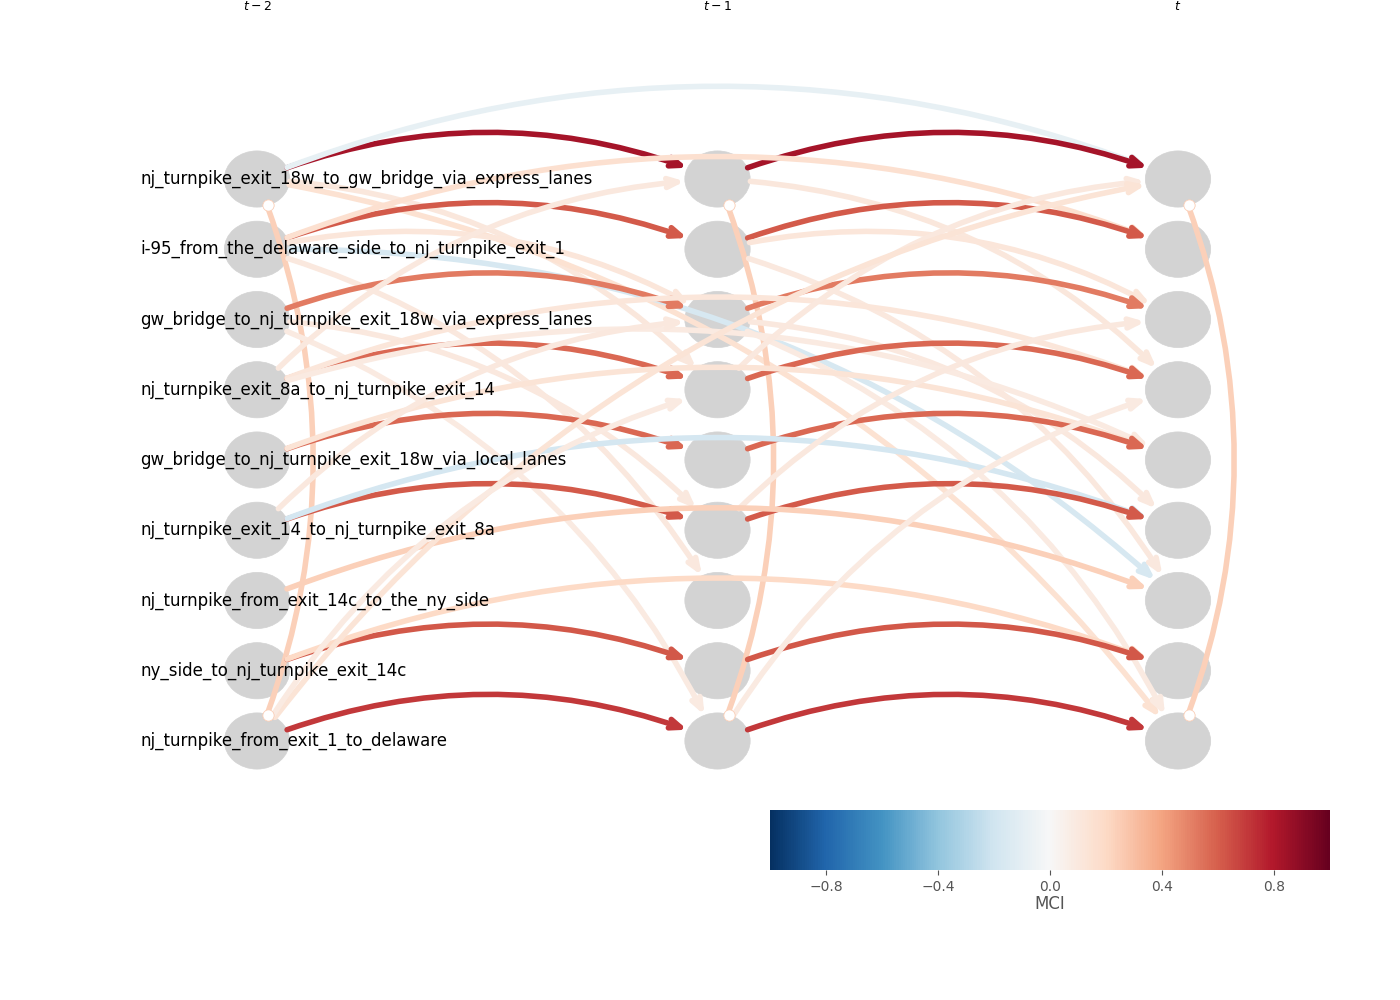 t − 2 t − 1 t
nj_turnpike_exit_18w_to_gw_bridge_via_express_lanes
i-95_from_the_delaware_side_to_nj_turnpike_exit_1
gw_bridge_to_nj_turnpike_exit_18w_via_express_lanes
nj_turnpike_exit_8a_to_nj_turnpike_exit_14
gw_bridge_to_nj_turnpike_exit_18w_via_local_lanes
nj_turnpike_exit_14_to_nj_turnpike_exit_8a
nj_turnpike_from_exit_14c_to_the_ny_side
ny_side_to_nj_turnpike_exit_14c
nj_turnpike_from_exit_1_to_delaware
−0.8 −0.4 0.0 0.4 0.8
MCI